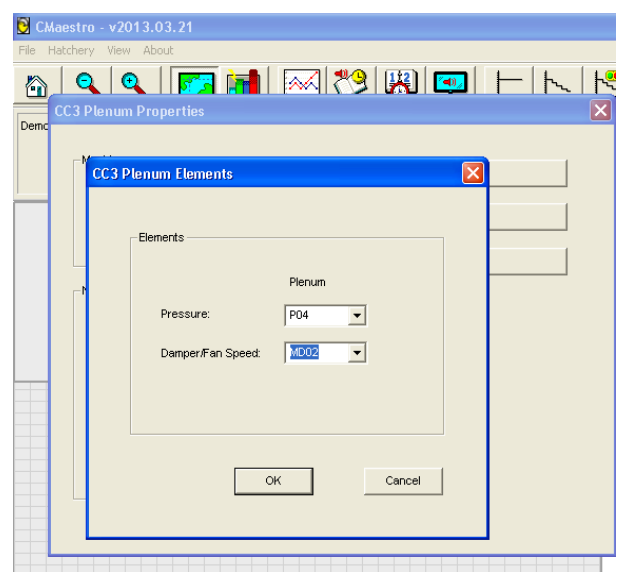 CMaestro - v2013.03.21
File Hatchery View About
CC3 Plenum Properties
CC3 Plenum Elements
Elements
Plenum
Pressure: P04
Damper/Fan Speed: MD02
OK Cancel